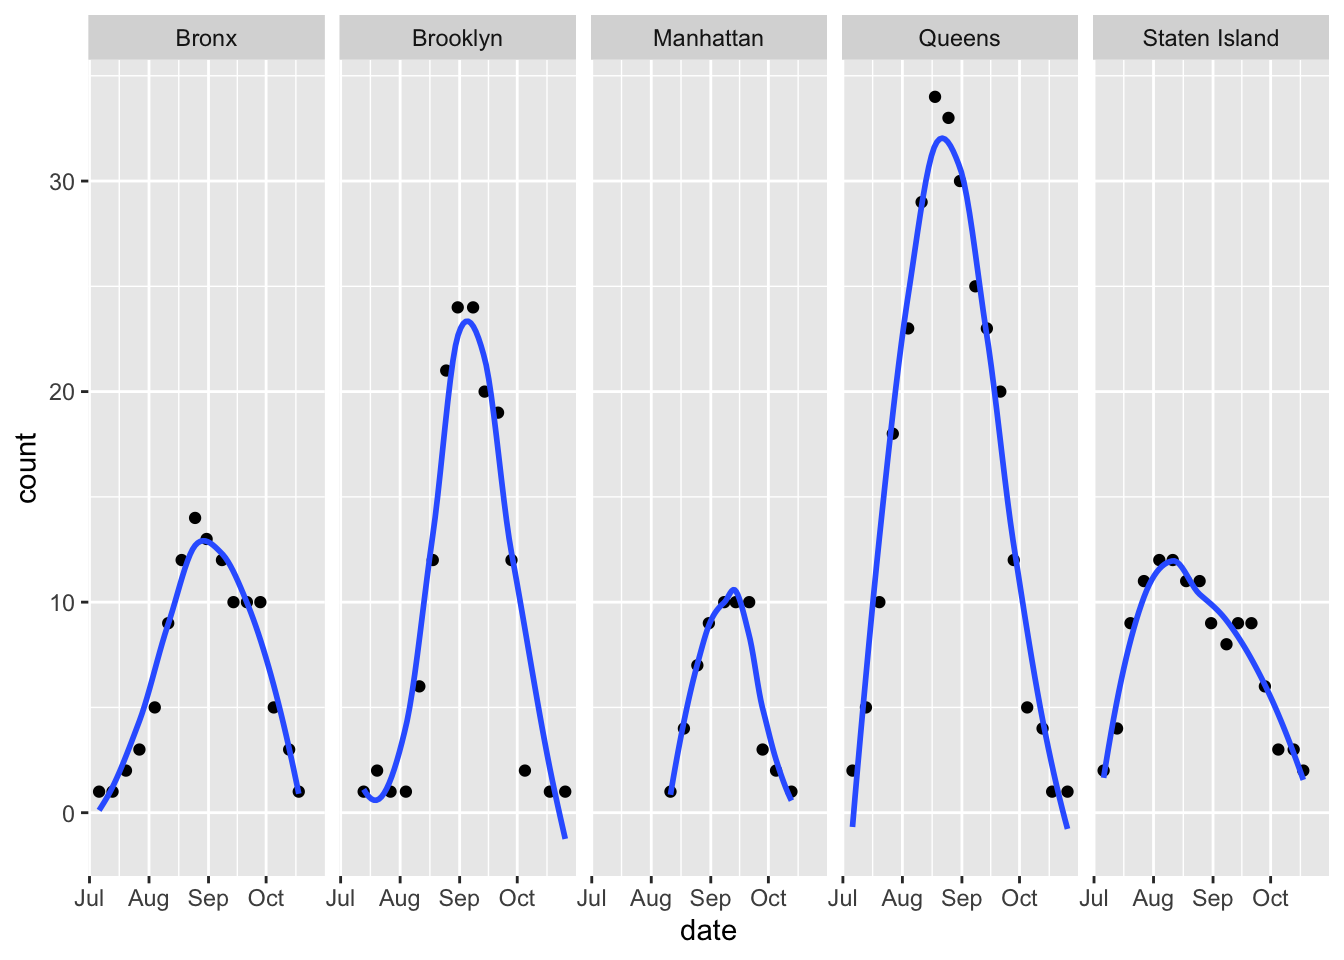 Bronx Brooklyn Manhattan Queens Staten Island
30
20
10
0
count
Jul Aug Sep Oct Jul Aug Sep Oct Jul Aug Sep Oct Jul Aug Sep Oct Jul Aug Sep Oct
date